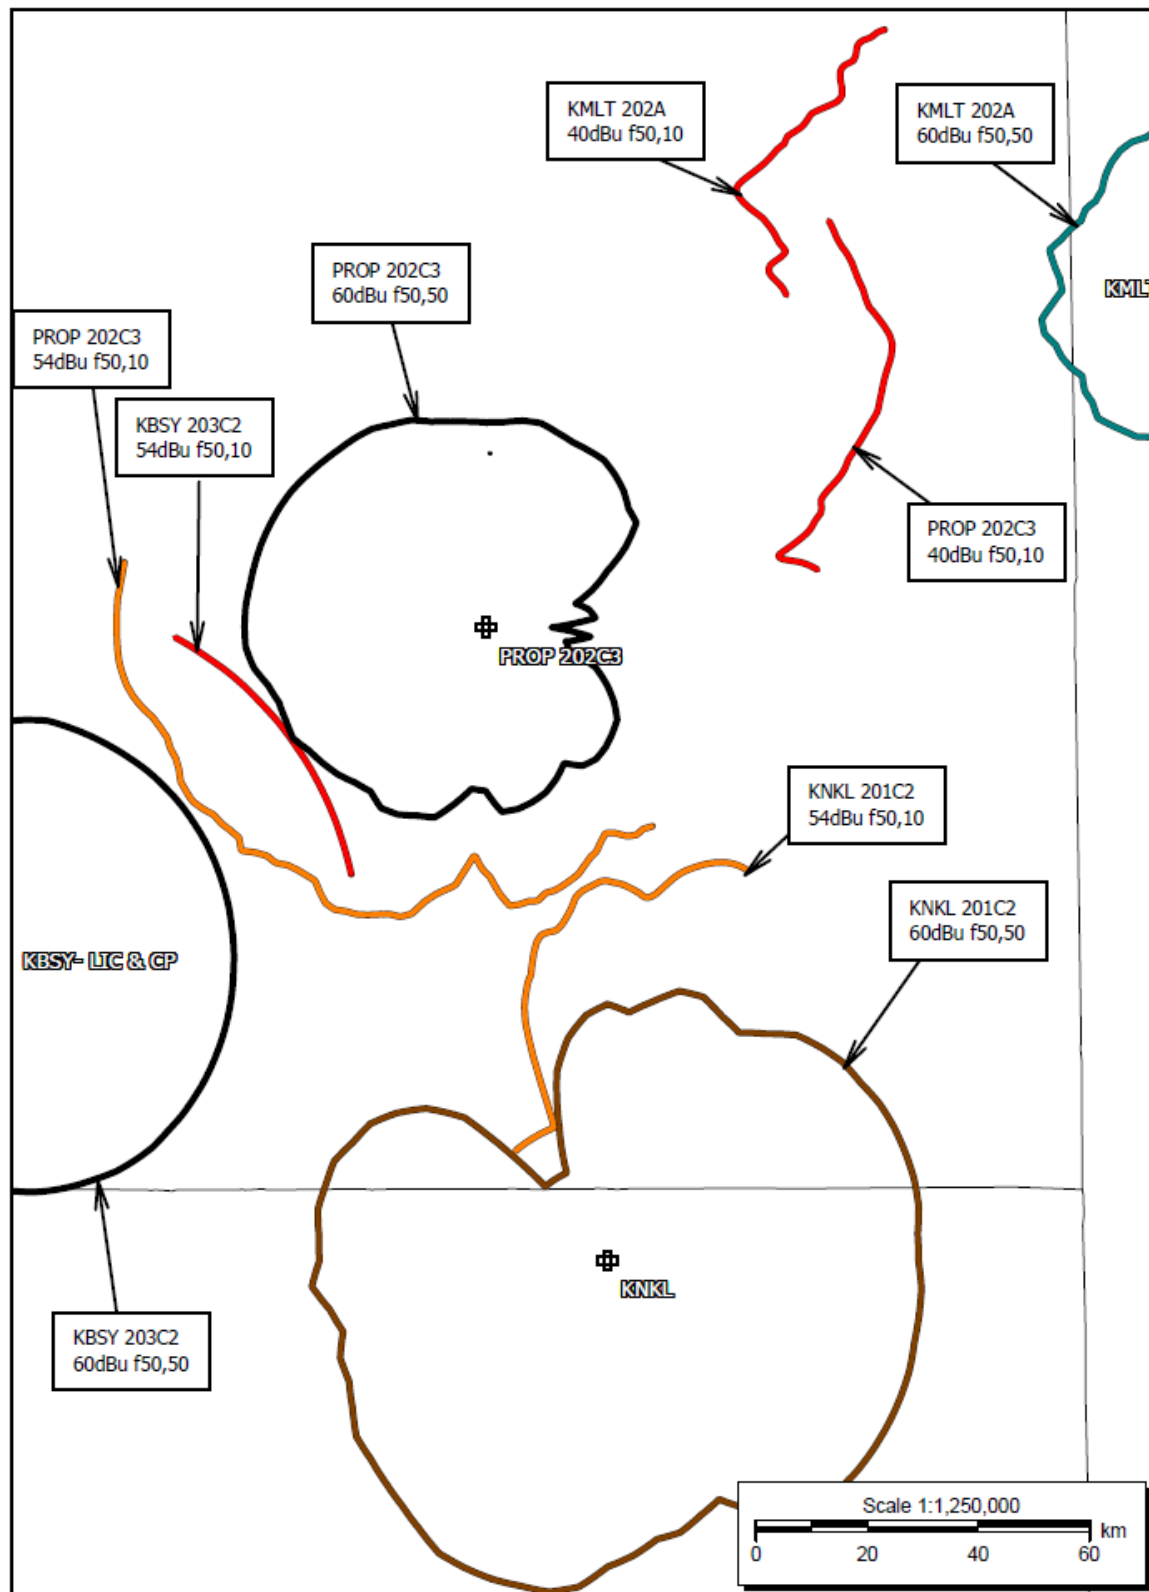 KMLT 202A
40dBu f50,10
KMLT 202A
60dBu f50,50
PROP 202C3
60dBu f50,50
KML
PROP 202C3
54dBu f50,10
KBSY 203C2
54dBu f50,10
PROP 202C3
40dBu f50,10
PROP 202C3
KNKL 201C2
54dBu f50,10
KNKL 201C2
60dBu f50,50
KBSY- LIC & CP
KNKL
KBSY 203C2
60dBu f50,50
Scale 1:1,250,000
km
0 20 40 60